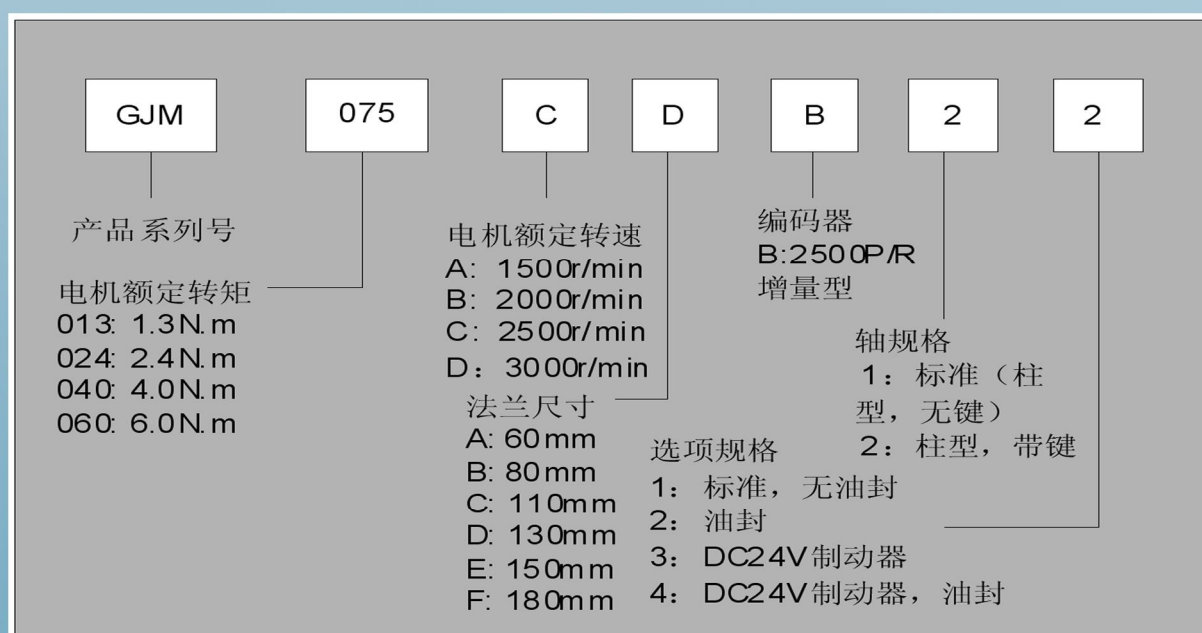 GJM 075 C D B 2 2
产品系列号
电机额定转矩
013: 1.3N.m
024: 2.4N.m
040: 4.0N.m
060: 6.0N.m
电机额定转速
A: 1500r/min
B: 2000r/min
C: 2500r/min
D: 3000r/min
法兰尺寸
A: 60mm
B: 80mm
C: 110mm
D: 130mm
E: 150mm
F: 180mm
编码器
B:2500P/R
增量型
轴规格
1: 标准（柱
型，无键）
2: 柱型，带键
选项规格
1: 标准，无油封
2: 油封
3: DC24V制动器
4: DC24V制动器，油封